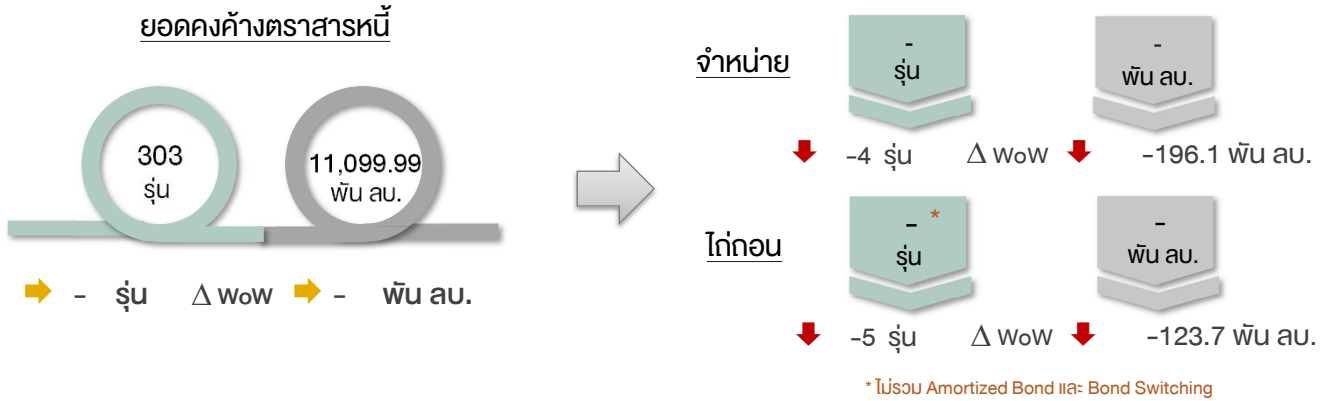 ยอดคงค้างตราสารหนี้
303
รุ่น
11,099.99
พัน ลบ.
- รุ่น Δ WoW - พัน ลบ.
จำหน่าย
-
รุ่น
-
พัน ลบ.
-4 รุ่น Δ WoW -196.1 พัน ลบ.
ไถ่ถอน
- *
รุ่น
-
พัน ลบ.
-5 รุ่น Δ WoW -123.7 พัน ลบ.
* ไม่รวม Amortized Bond และ Bond Switching